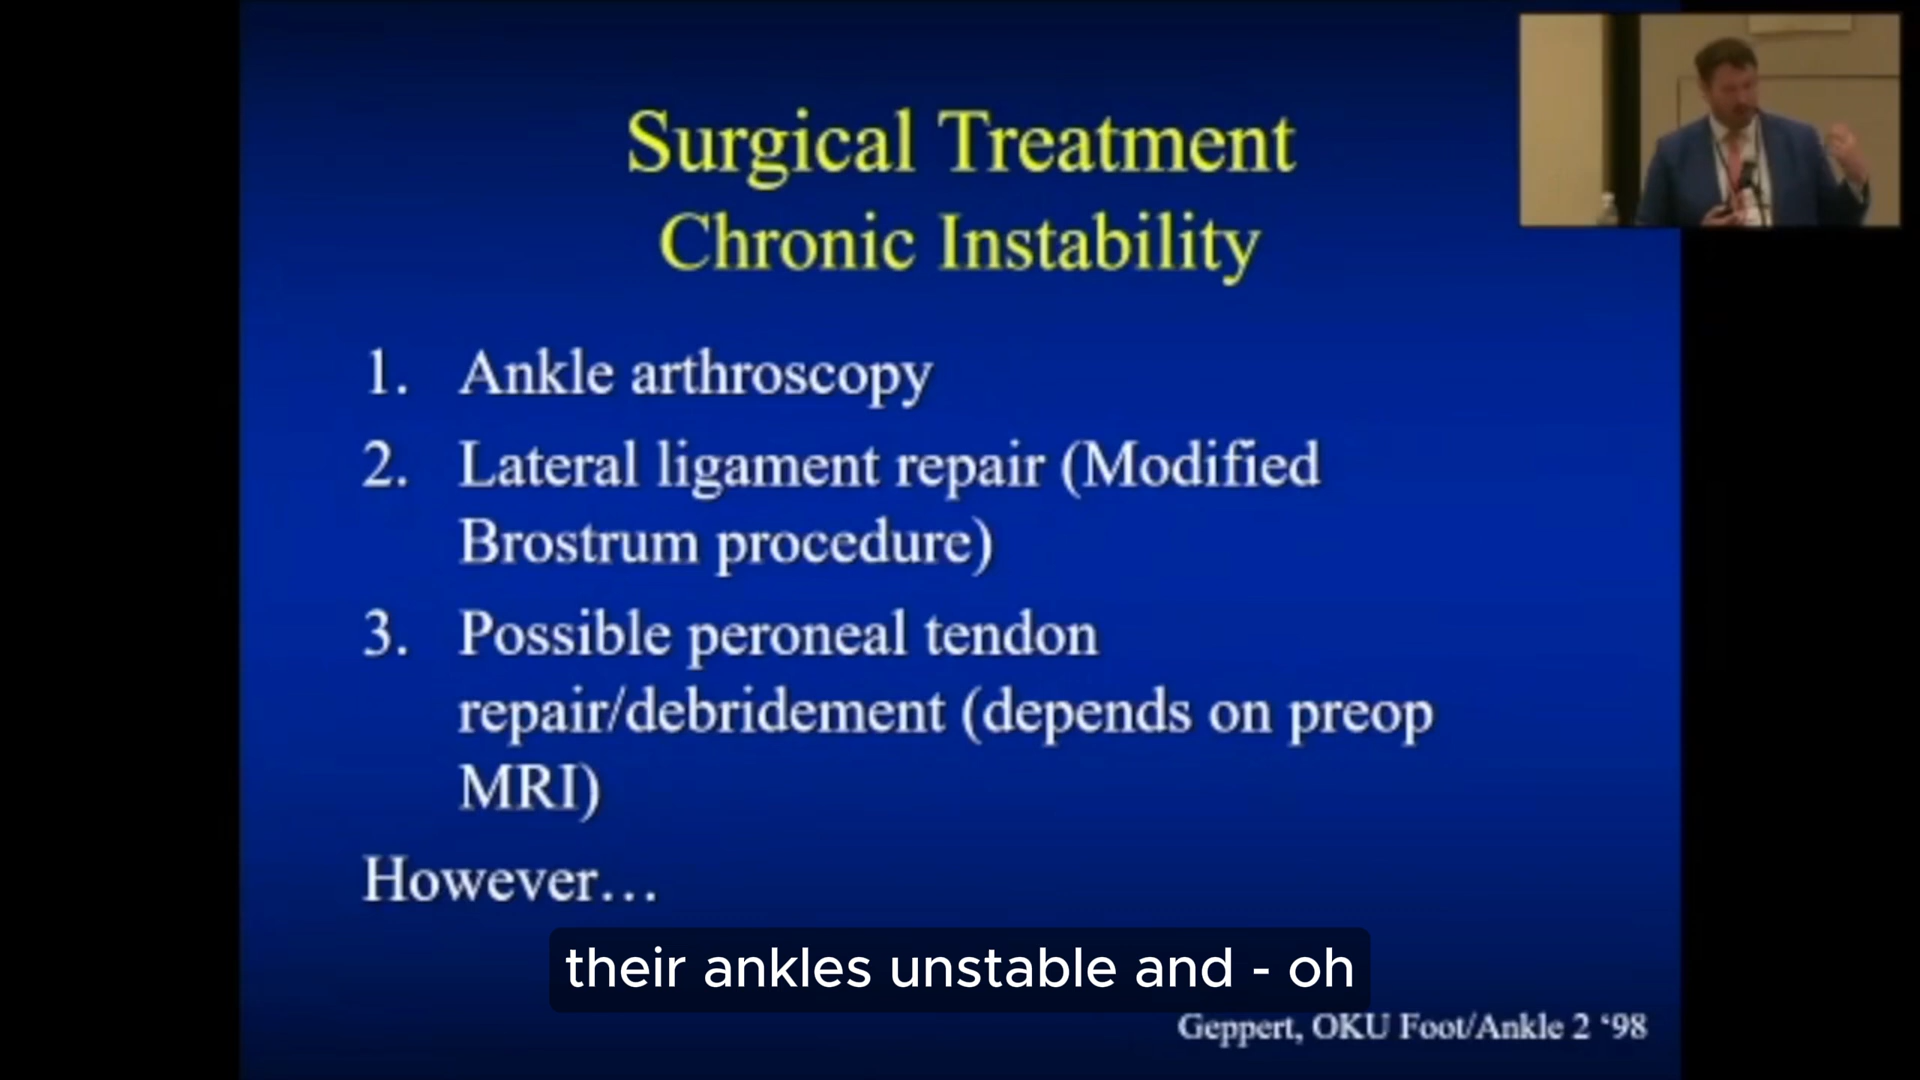 Surgical Treatment
Chronic Instability
1. Ankle arthroscopy
2. Lateral ligament repair (Modified
Brostrum procedure)
3. Possible peroneal tendon
repair/debridement (depends on preop
MRI)
However…
their ankles unstable and - oh
Geppert, OKU Foot/Ankle 2 ‘98